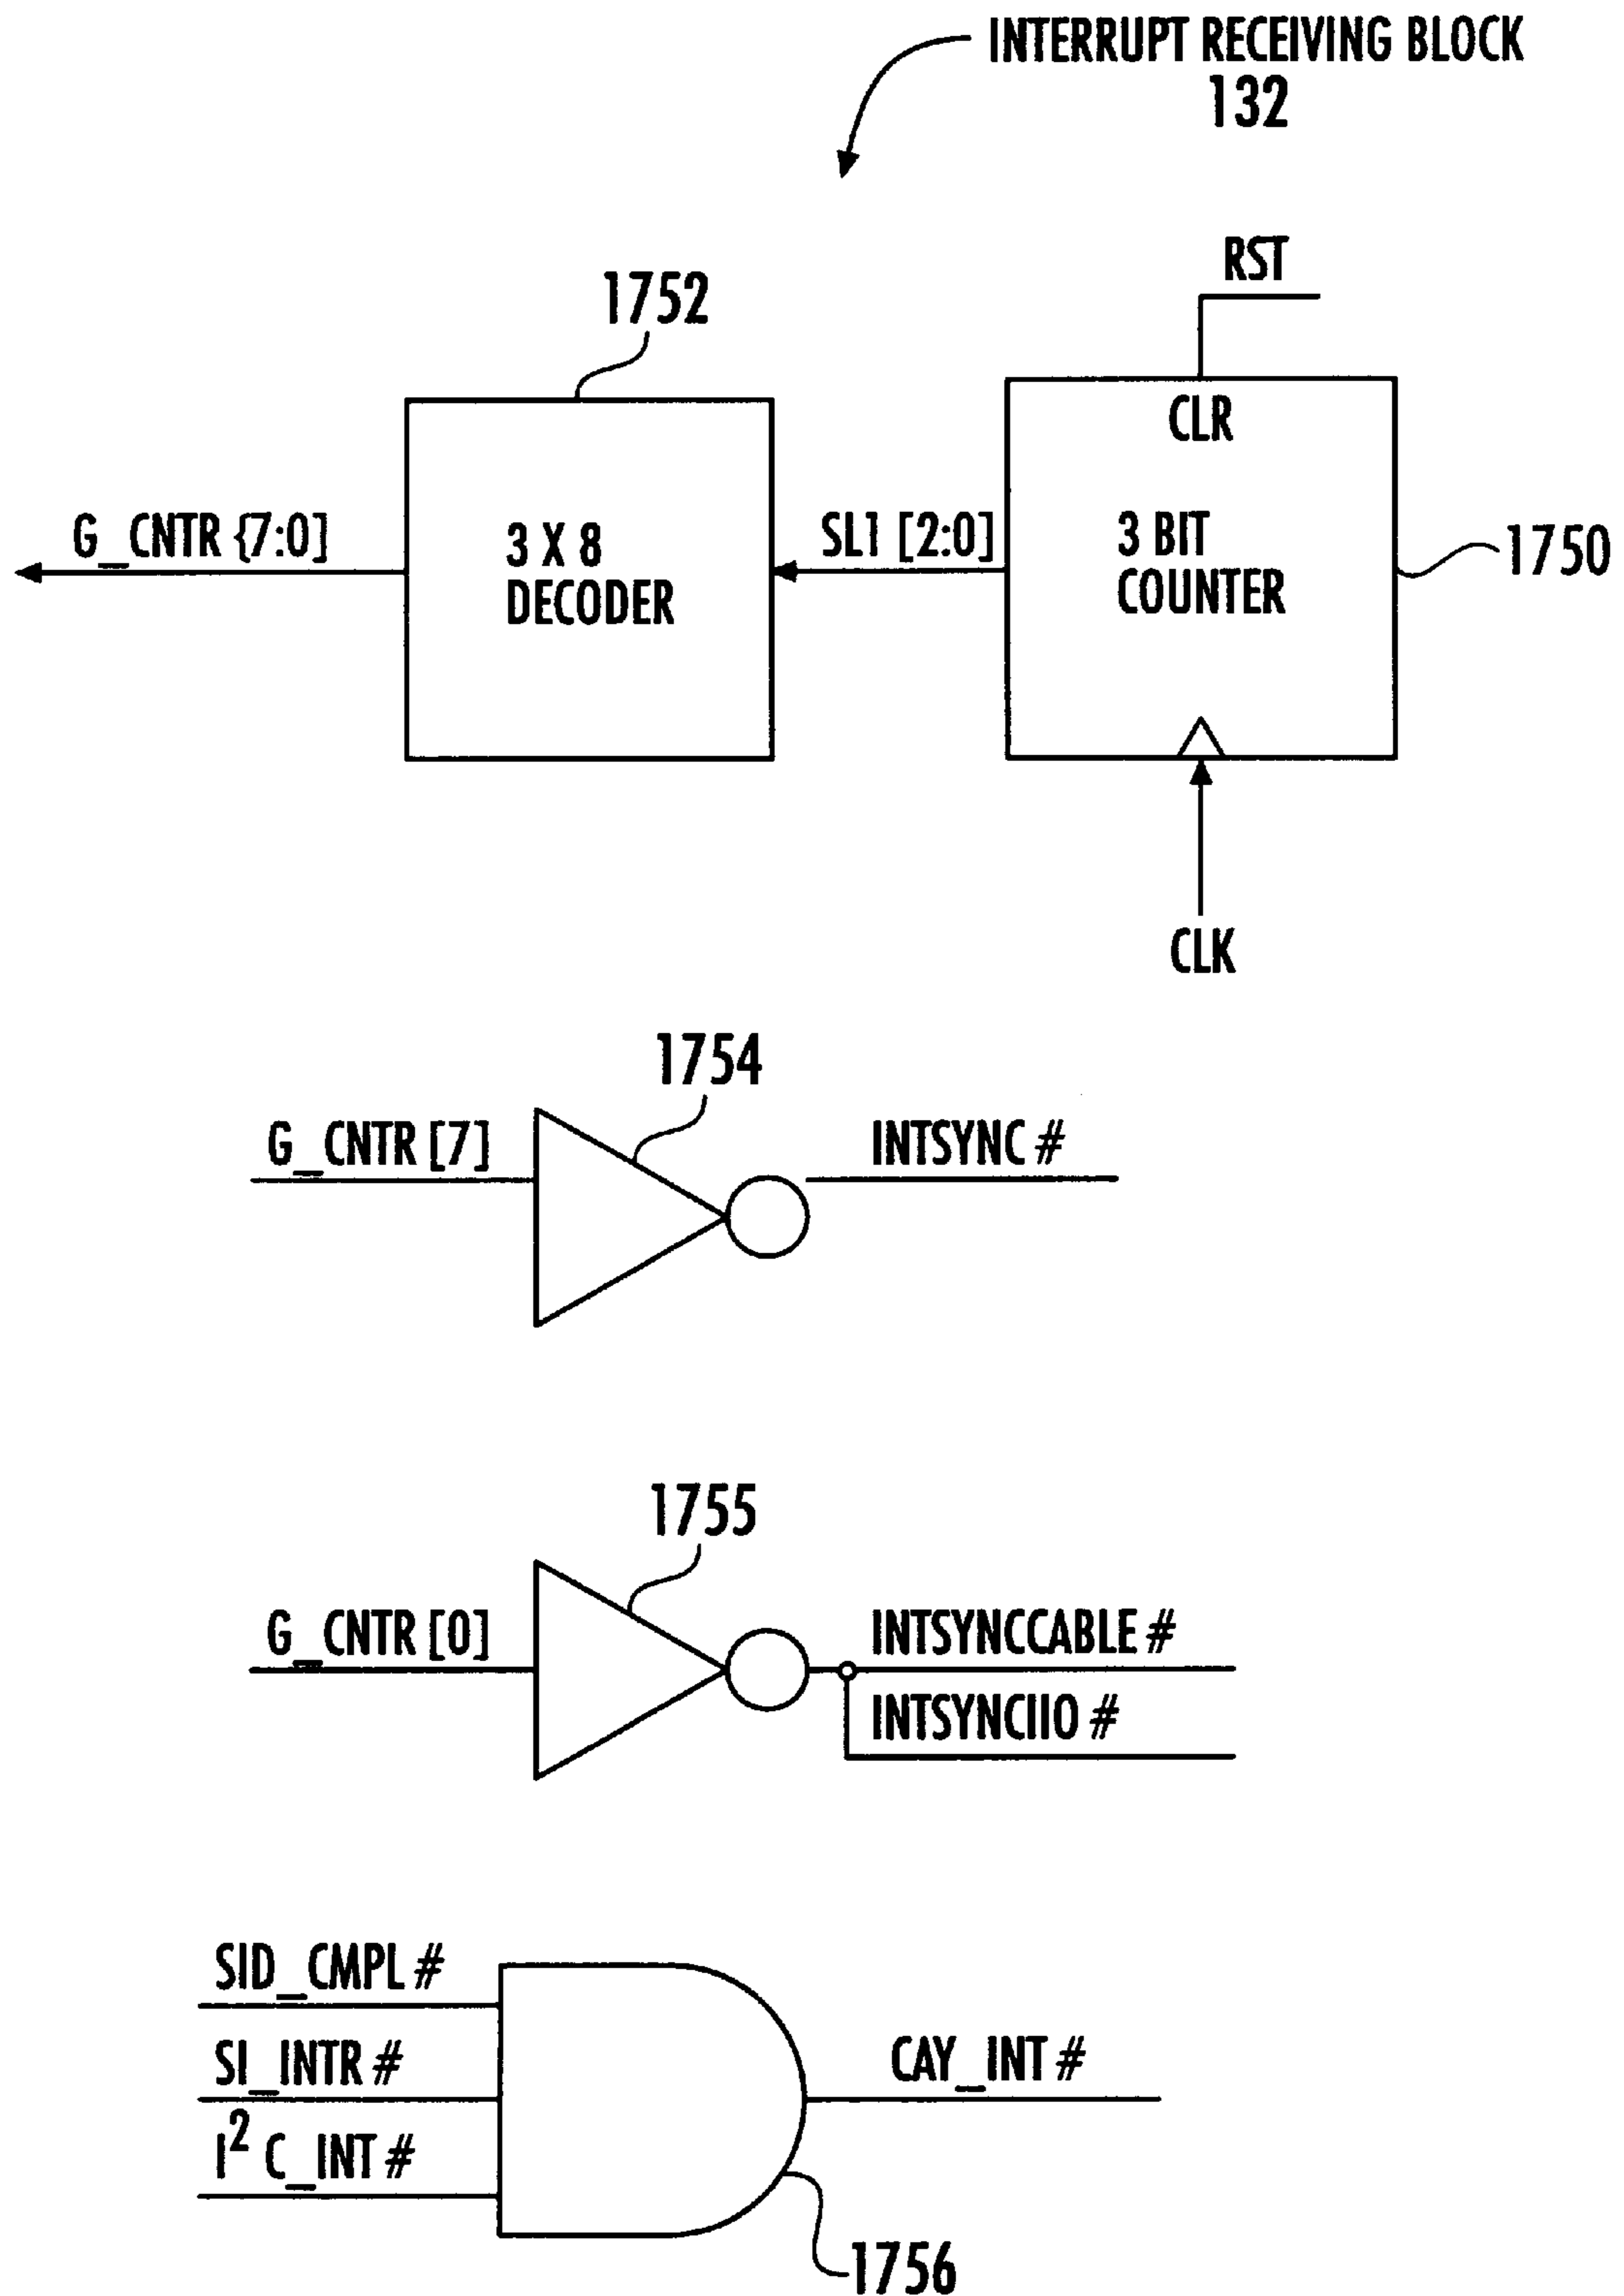 INTERRUPT RECEIVING BLOCK
132
RST
1752
CLR
G_CNTR {7:0]
3 X 8
DECODER
SL1 [2:0]
3 BIT
COUNTER
1750
CLK
1754
G_CNTR [7]
INTSYNC #
1755
G_CNTR [0]
INTSYNCCABLE #
INTSYNCIIO #
SID_CMPL #
SI_INTR #
I² C_INT #
CAY_INT #
1756